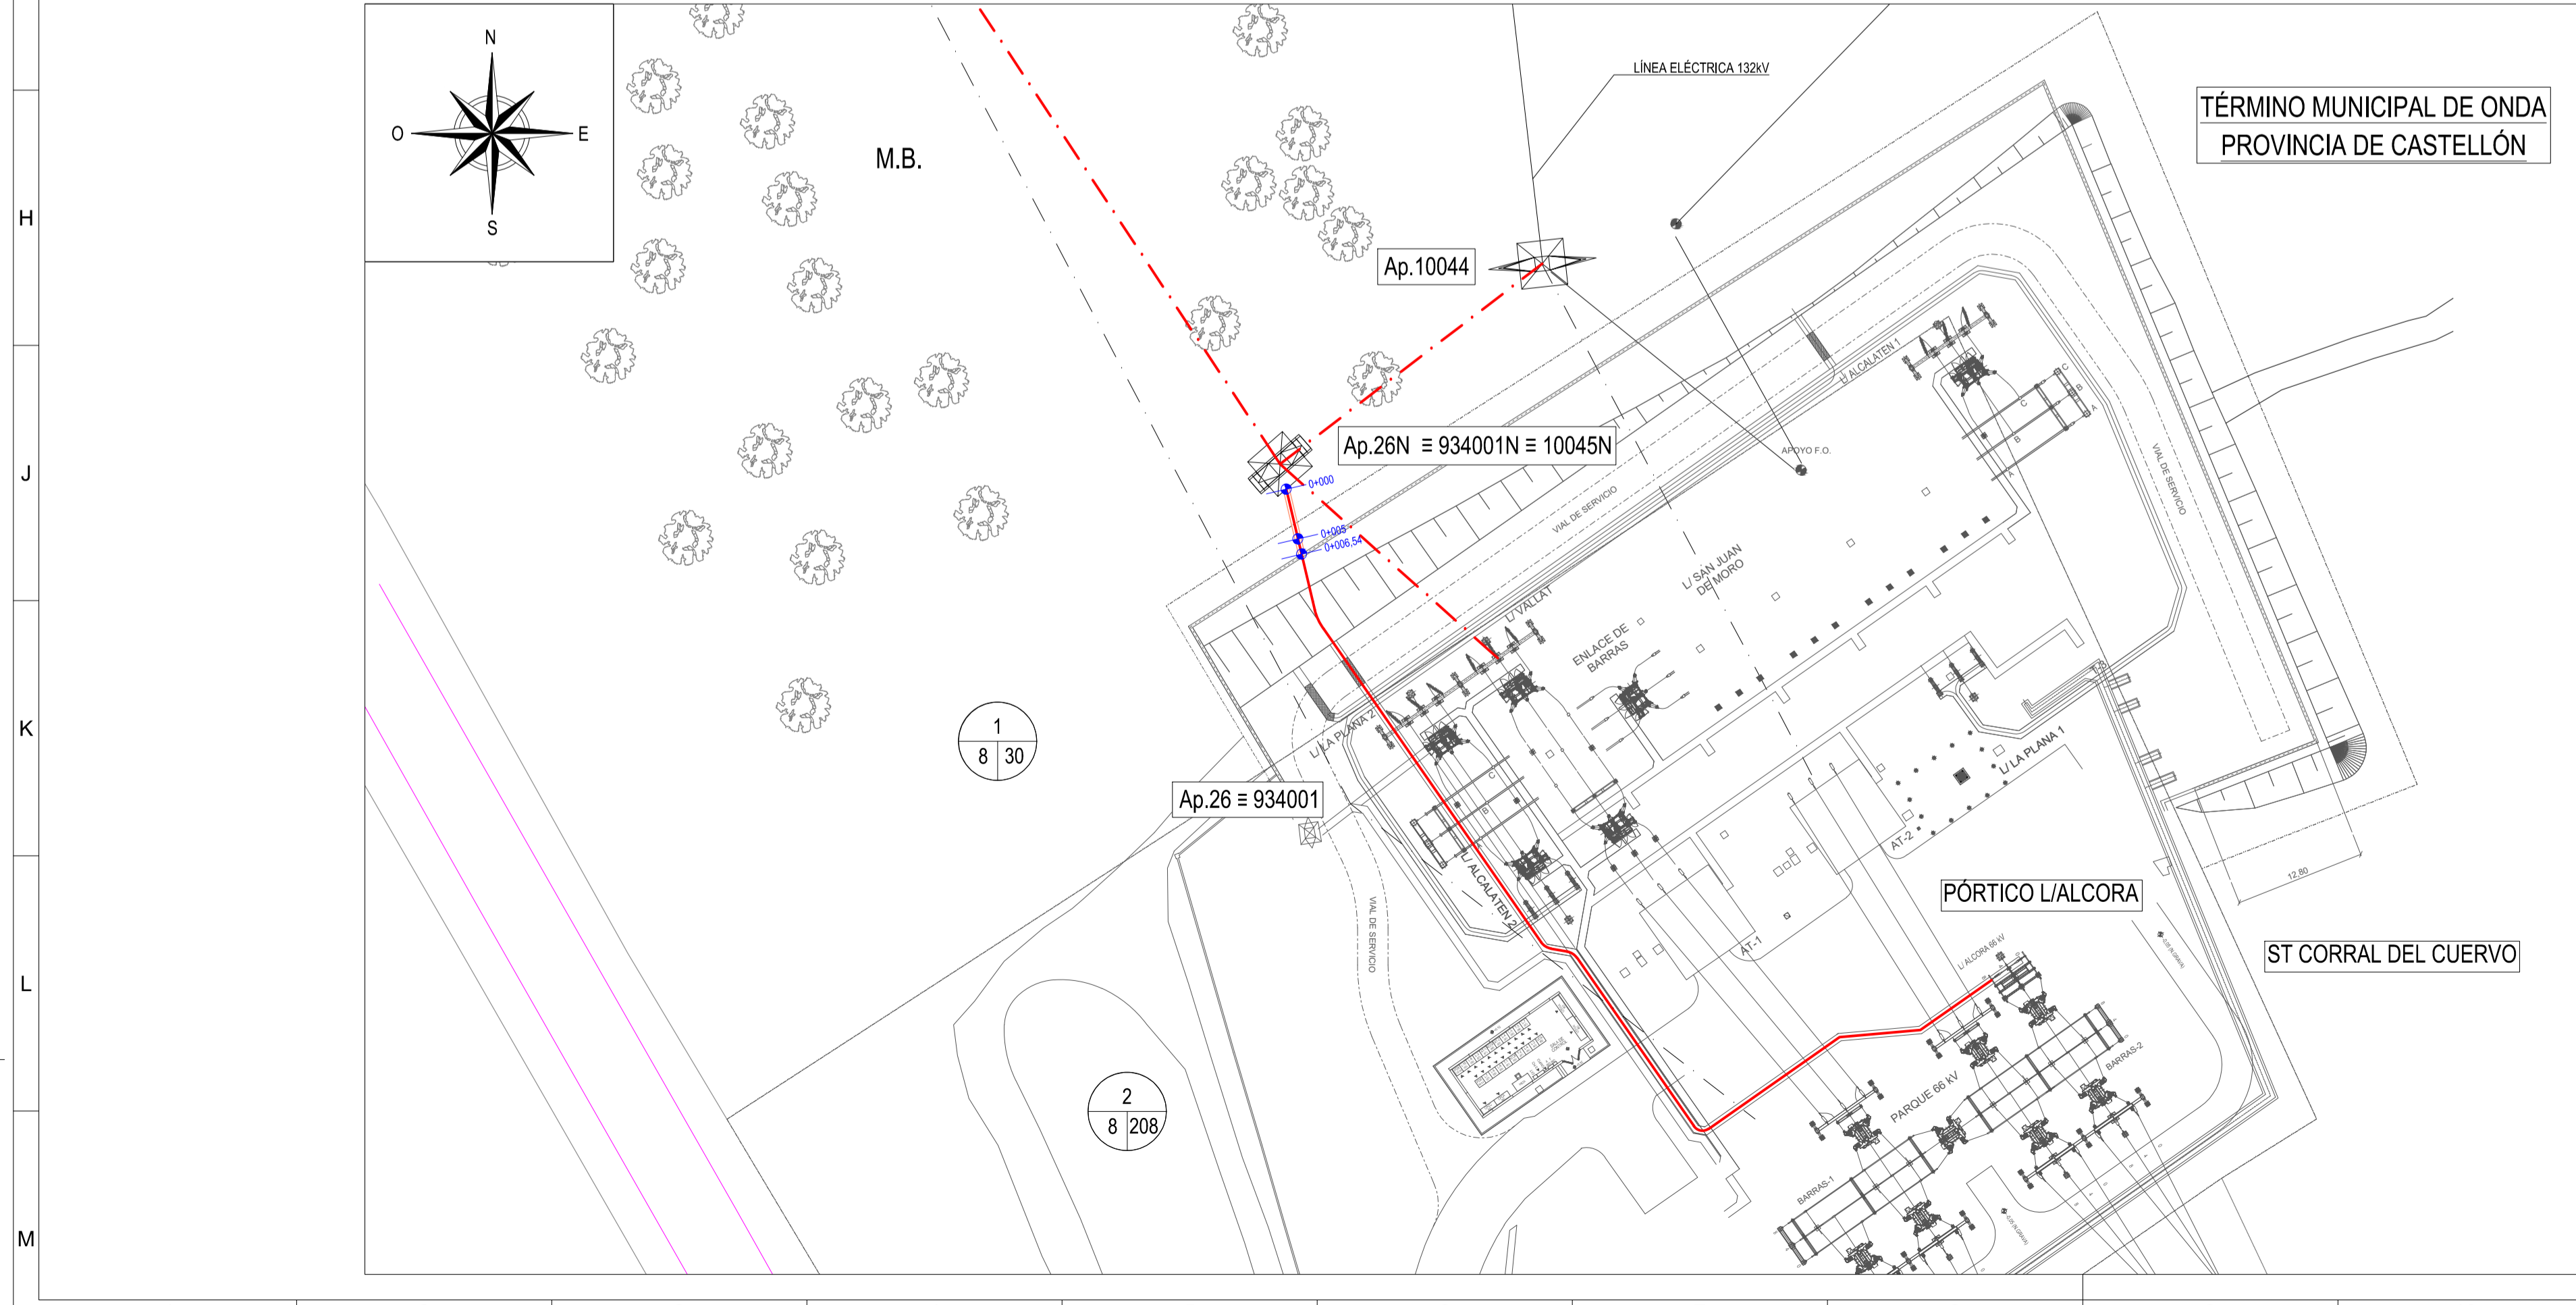 N
O
E
S
H
J
K
L
M
M.B.
LÍNEA ELÉCTRICA 132kV
TÉRMINO MUNICIPAL DE ONDA
PROVINCIA DE CASTELLÓN
Ap.10044
Ap.26N ≡ 934001N ≡ 10045N
0+000
0+005
0+006,54
APOYO F.O.
L/ ALCALATEN 1
C
B
A
C
B
A
VIAL DE SERVICIO
VIAL DE SERVICIO
L/ SAN JUAN
DE MORO
L/ VALLAT
ENLACE DE
BARRAS
L/ LA PLANA 2
L/ LA PLANA 1
T-3
1
8 30
Ap.26 ≡ 934001
C
B
A
L/ ALCALATEN 2
VIAL DE SERVICIO
AT-2
AT-1
12,80
PÓRTICO L/ALCORA
L/ ALCORA 66 kV
ST CORRAL DEL CUERVO
2
8 208
PARQUE 66 kV
BARRAS-2
BARRAS-1